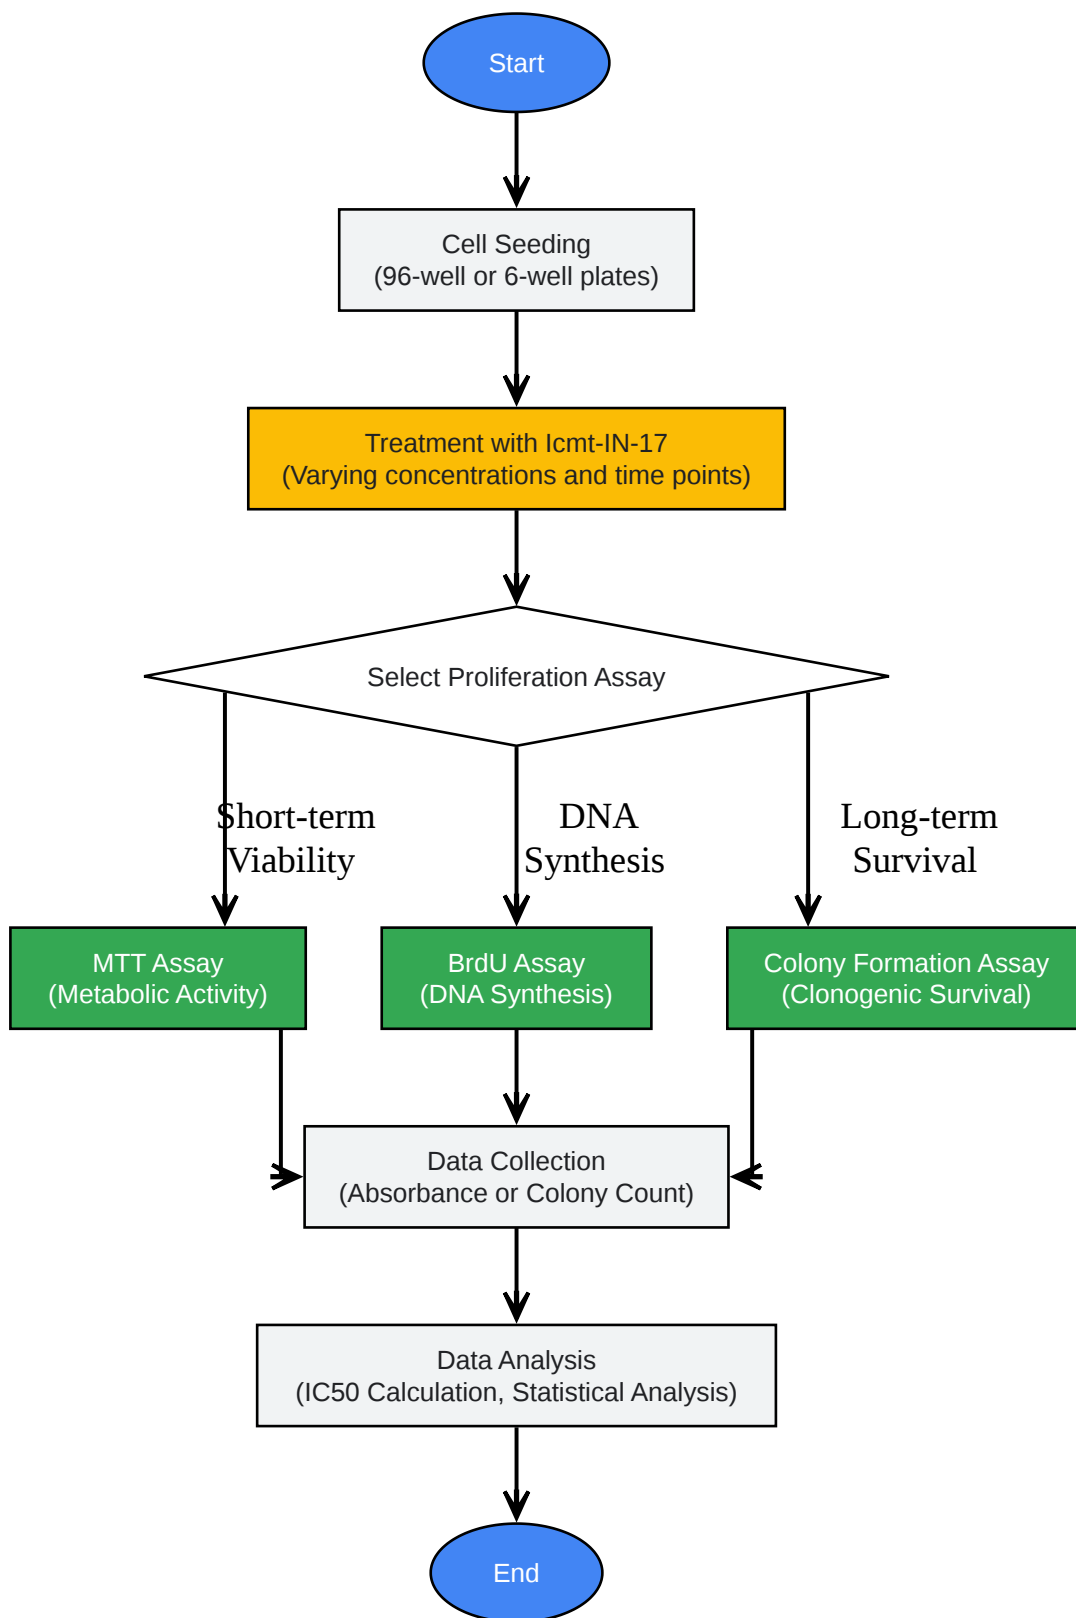 Start
Cell Seeding
(96-well or 6-well plates)
Treatment with Icmt-IN-17
(Varying concentrations and time points)
Select Proliferation Assay
Short-term
Viability
DNA
Synthesis
Long-term
Survival
MTT Assay
(Metabolic Activity)
BrdU Assay
(DNA Synthesis)
Colony Formation Assay
(Clonogenic Survival)
Data Collection
(Absorbance or Colony Count)
Data Analysis
(IC50 Calculation, Statistical Analysis)
End